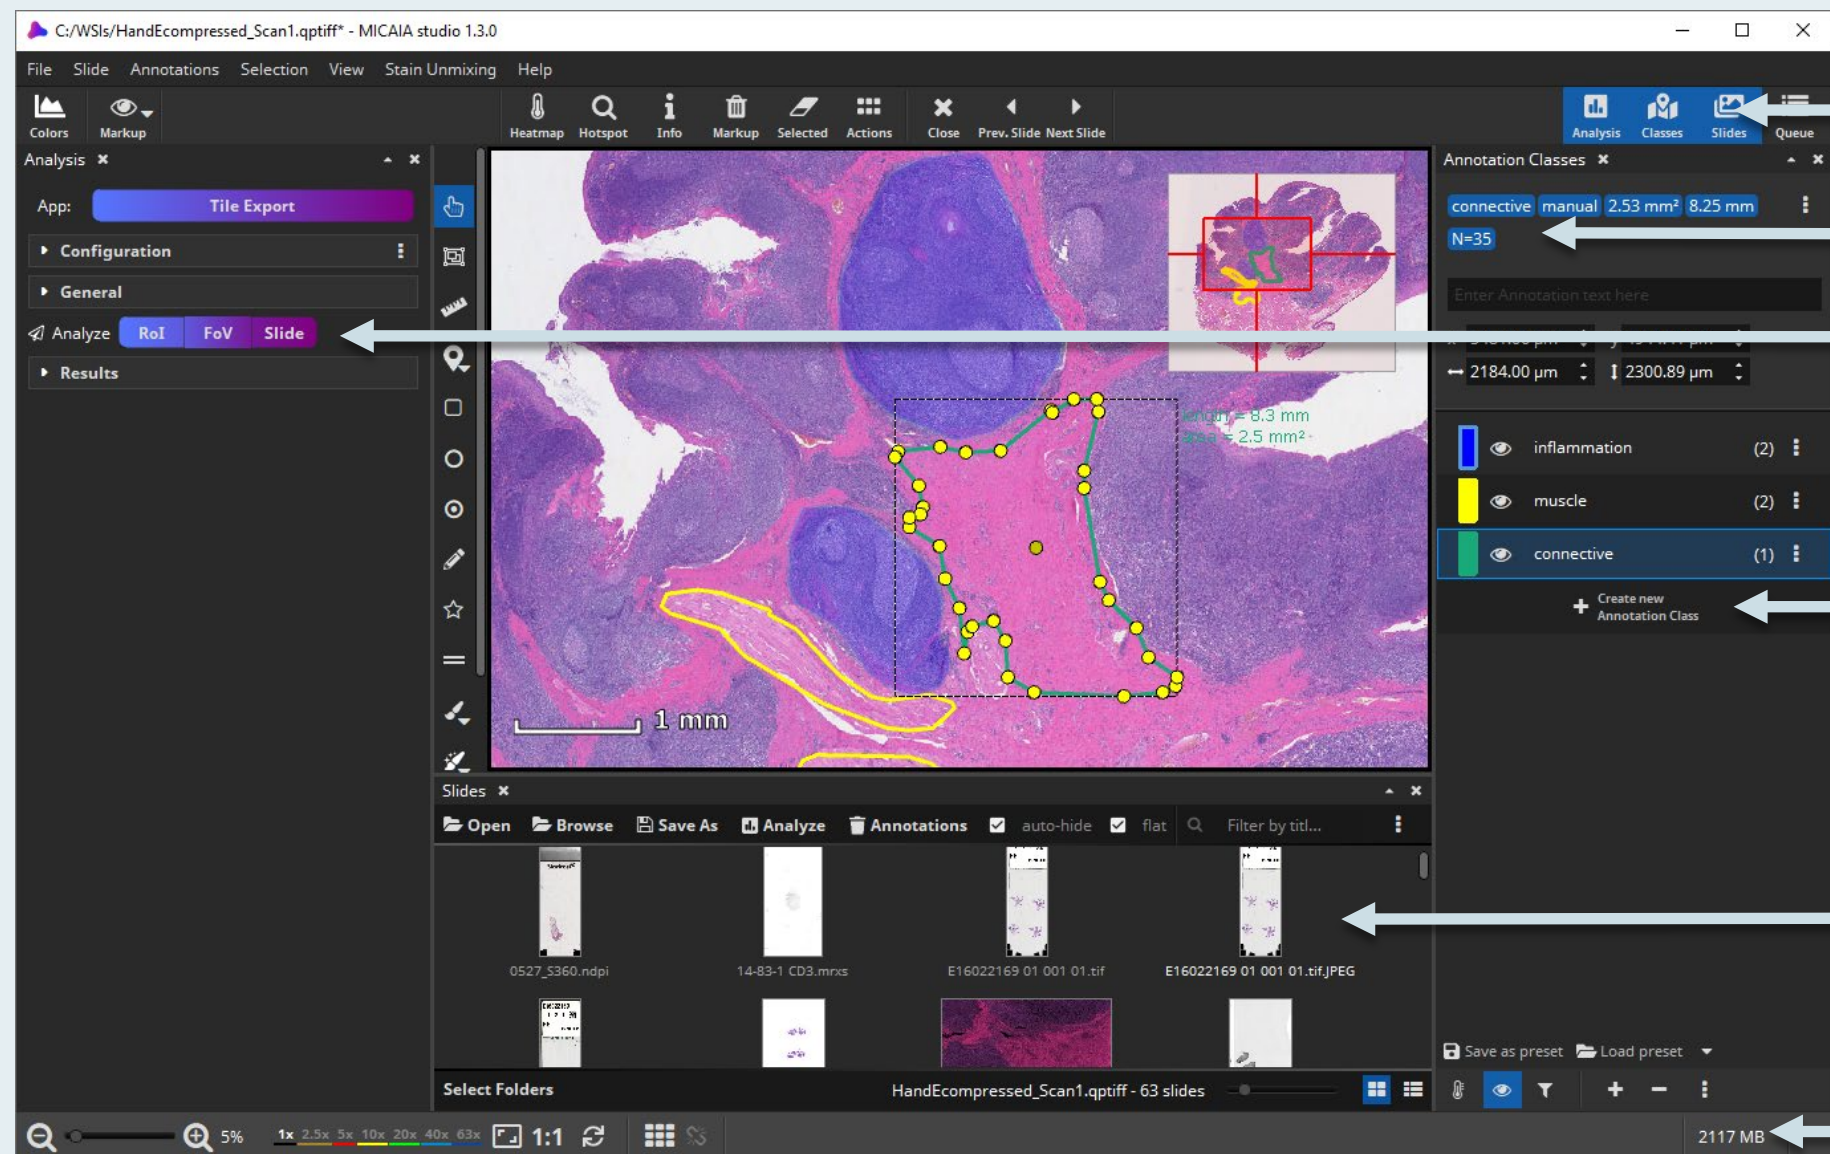 C:/WSIs/HandEcompressed_Scan1.qptiff* - MICAIA studio 1.3.0
File Slide Annotations Selection View Stain Unmixing Help
Colors Markup Heatmap Hotspot Info Markup Selected Actions Close Prev. Slide Next Slide Analysis Classes Slides Queue
Analysis
App: Tile Export
Configuration
General
Analyze RoI FoV Slide
Results
length = 8.3 mm
area = 2.5 mm²
1 mm
Annotation Classes
connective manual 2.53 mm² 8.25 mm
N=35
Enter Annotation text here
2184.00 µm 2300.89 µm
inflammation (2)
muscle (2)
connective (1)
Create new
Annotation Class
Slides
Open Browse Save As Analyze Annotations auto-hide flat Filter by titl...
0527_S360.ndpi 14-83-1 CD3.mrxs E16022169 01 001 01.tif E16022169 01 001 01.tif.JPEG
Select Folders HandEcompressed_Scan1.qptiff - 63 slides
Save as preset Load preset
5% 1x 2.5x 5x 10x 20x 40x 63x 1:1 2117 MB